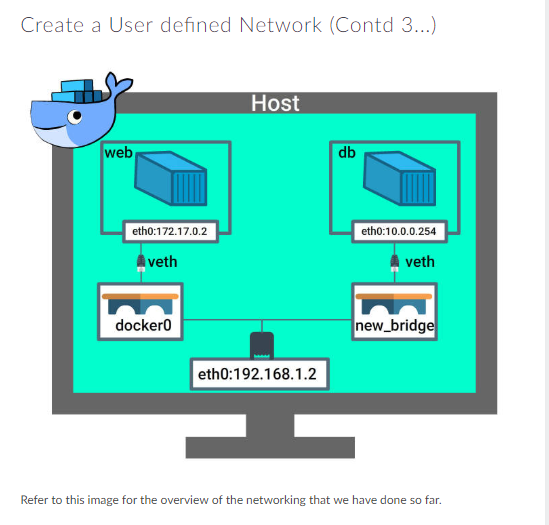 Create a User defined Network (Contd 3...)
Host
web
db
eth0:172.17.0.2
eth0:10.0.0.254
veth
veth
docker0
new_bridge
eth0:192.168.1.2
Refer to this image for the overview of the networking that we have done so far.